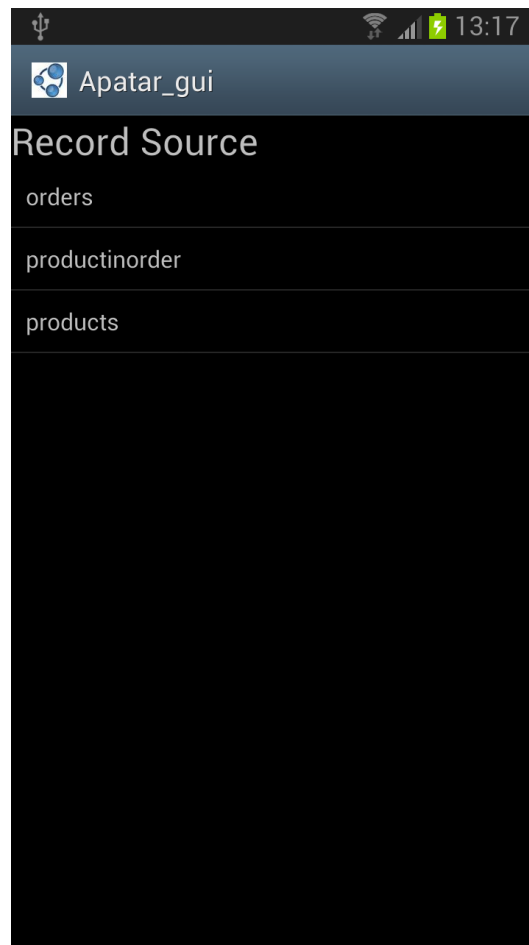 13:17
Apatar_gui
Record Source
orders
productinorder
products